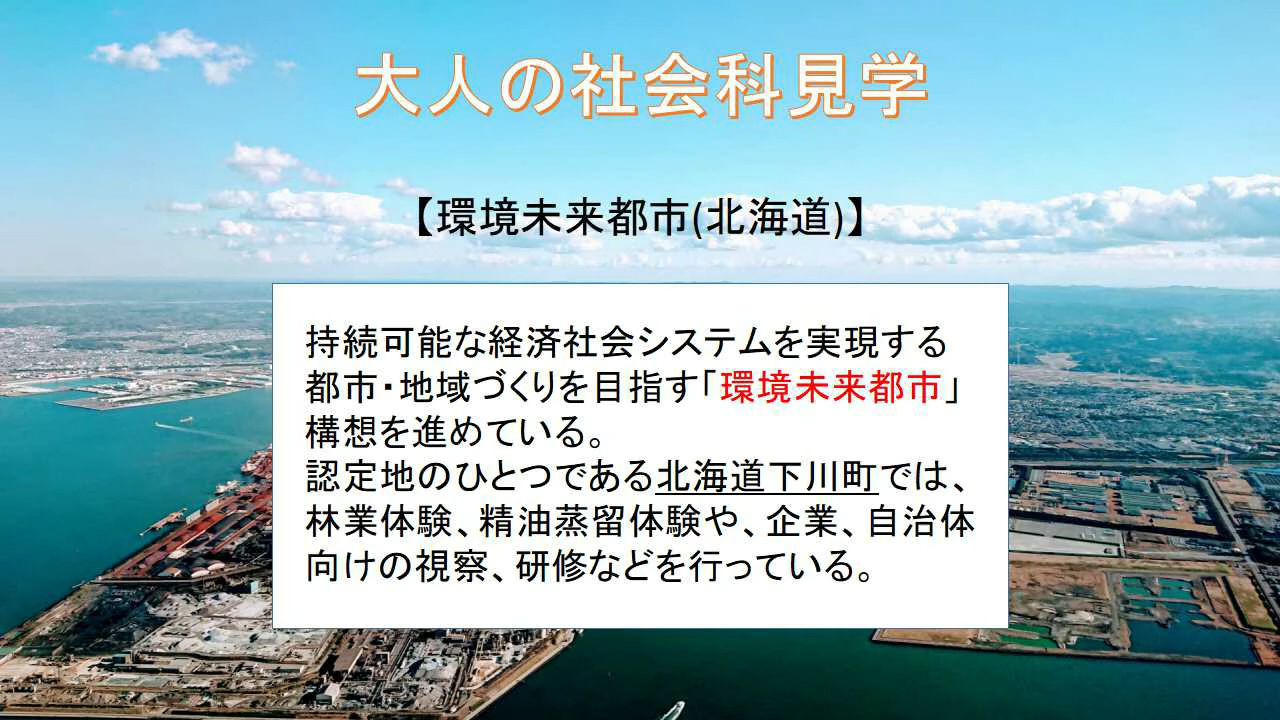 大人の社会科見学
【環境未来都市(北海道)】
持続可能な経済社会システムを実現する
都市・地域づくりを目指す「環境未来都市」
構想を進めている。
認定地のひとつである北海道下川町では、
林業体験、精油蒸留体験や、企業、自治体
向けの視察、研修などを行っている。